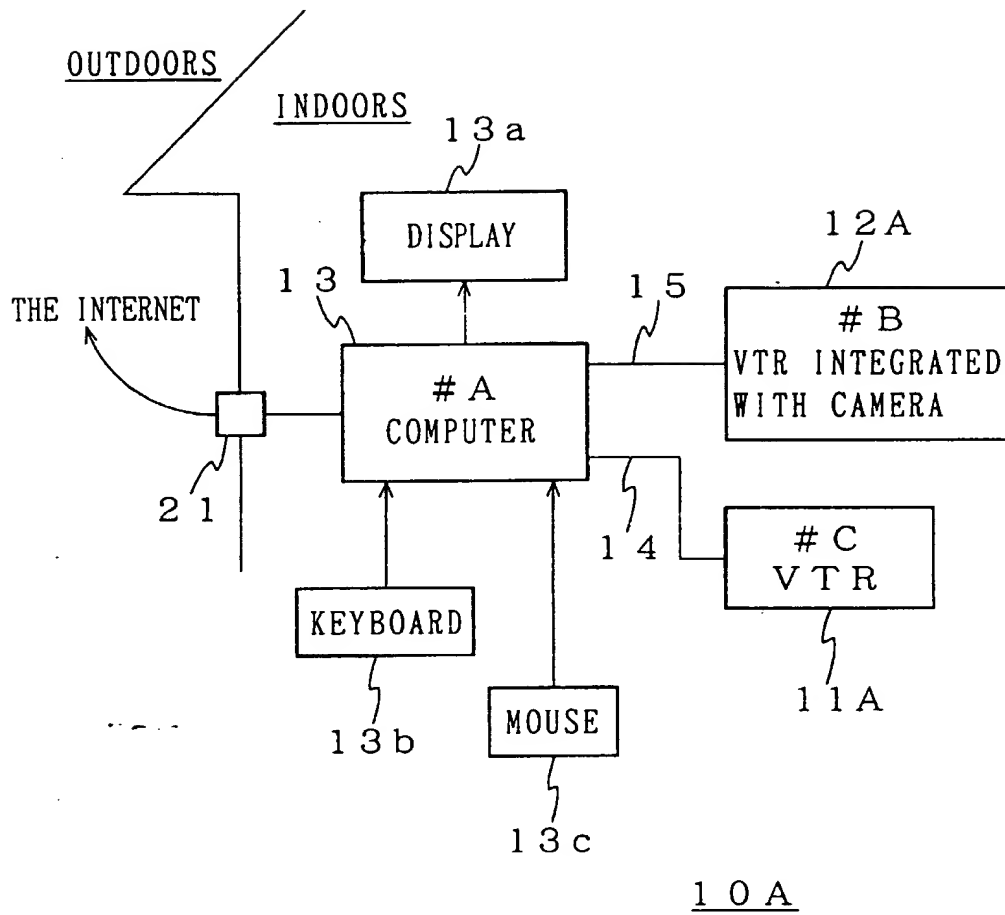 OUTDOORS
INDOORS
13a
DISPLAY
12A
13
15
THE INTERNET
#B
VTR INTEGRATED
WITH CAMERA
#A
COMPUTER
21
14
#C
VTR
KEYBOARD
11A
MOUSE
13b
13c
10A